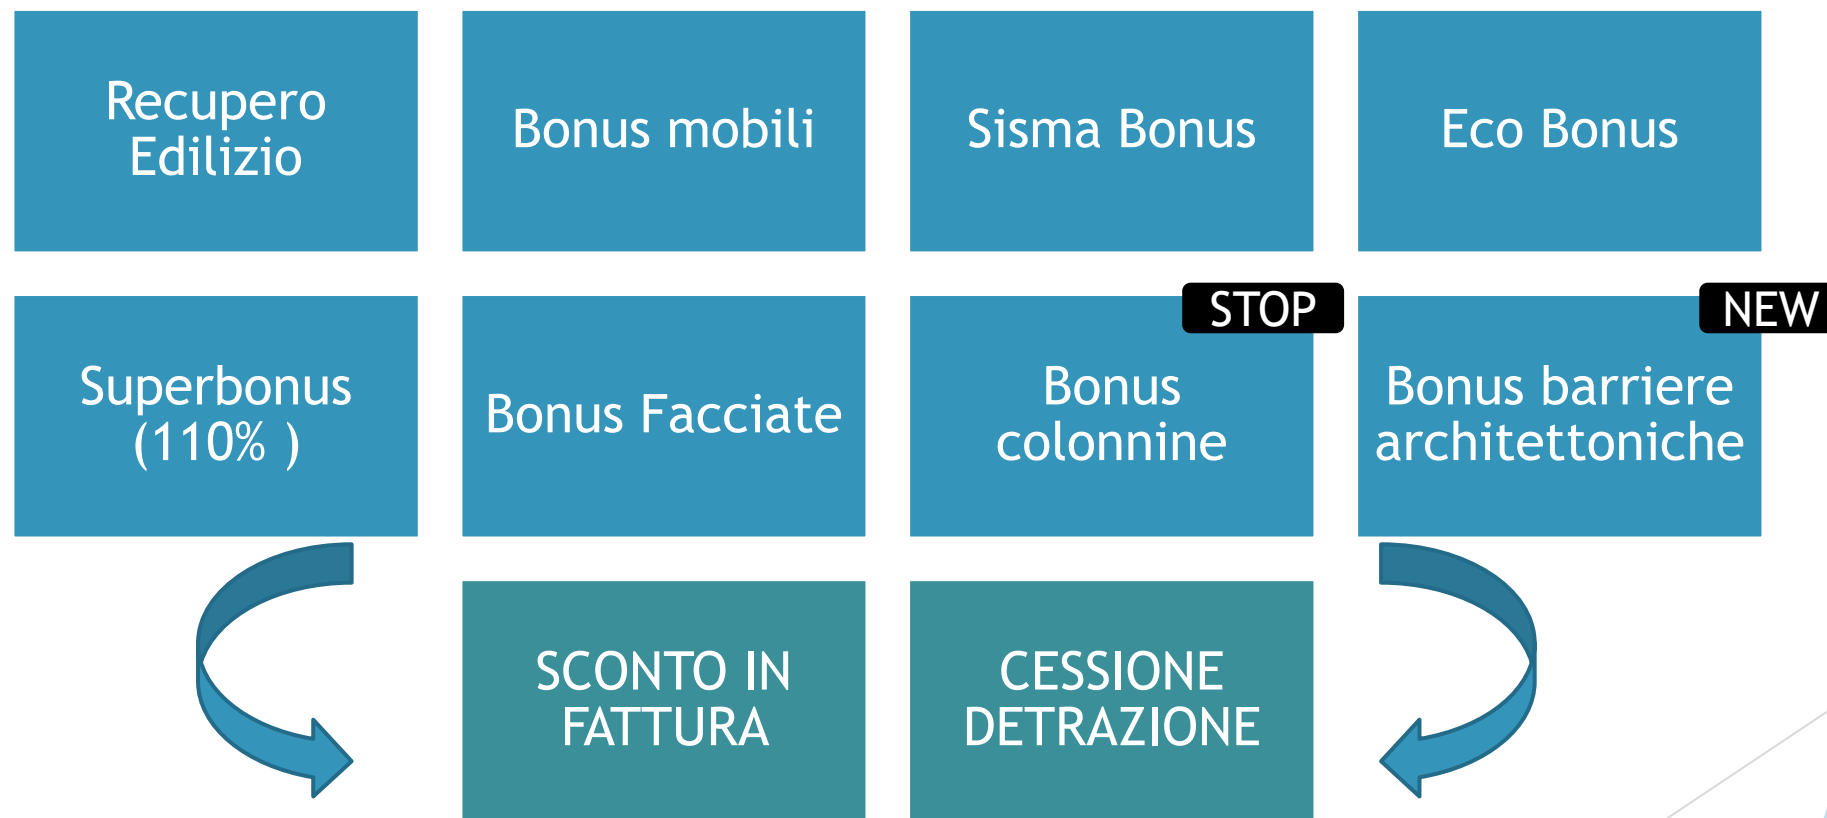 Recupero
Edilizio
Bonus mobili
Sisma Bonus
Eco Bonus
Superbonus
(110% )
Bonus Facciate
STOP
Bonus
colonnine
NEW
Bonus barriere
architettoniche
SCONTO IN
FATTURA
CESSIONE
DETRAZIONE